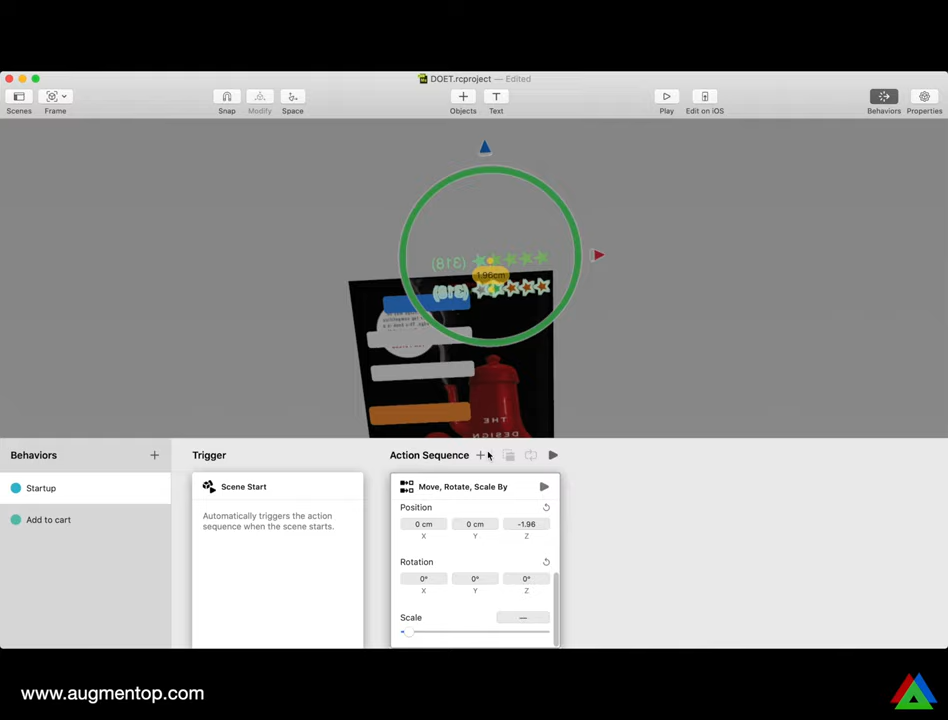 DOET.rcproject — Edited
Scenes Frame Snap Modify Space Objects Text Play Edit on iOS Behaviors Properties
(318)
1.96cm
(318)
THE
DESIGN
Behaviors
Trigger
Action Sequence
Startup
Add to cart
Scene Start
Automatically triggers the action
sequence when the scene starts.
Move, Rotate, Scale By
Position
0 cm 0 cm -1.96
X Y Z
Rotation
0° 0° 0°
X Y Z
Scale —
www.augmentop.com